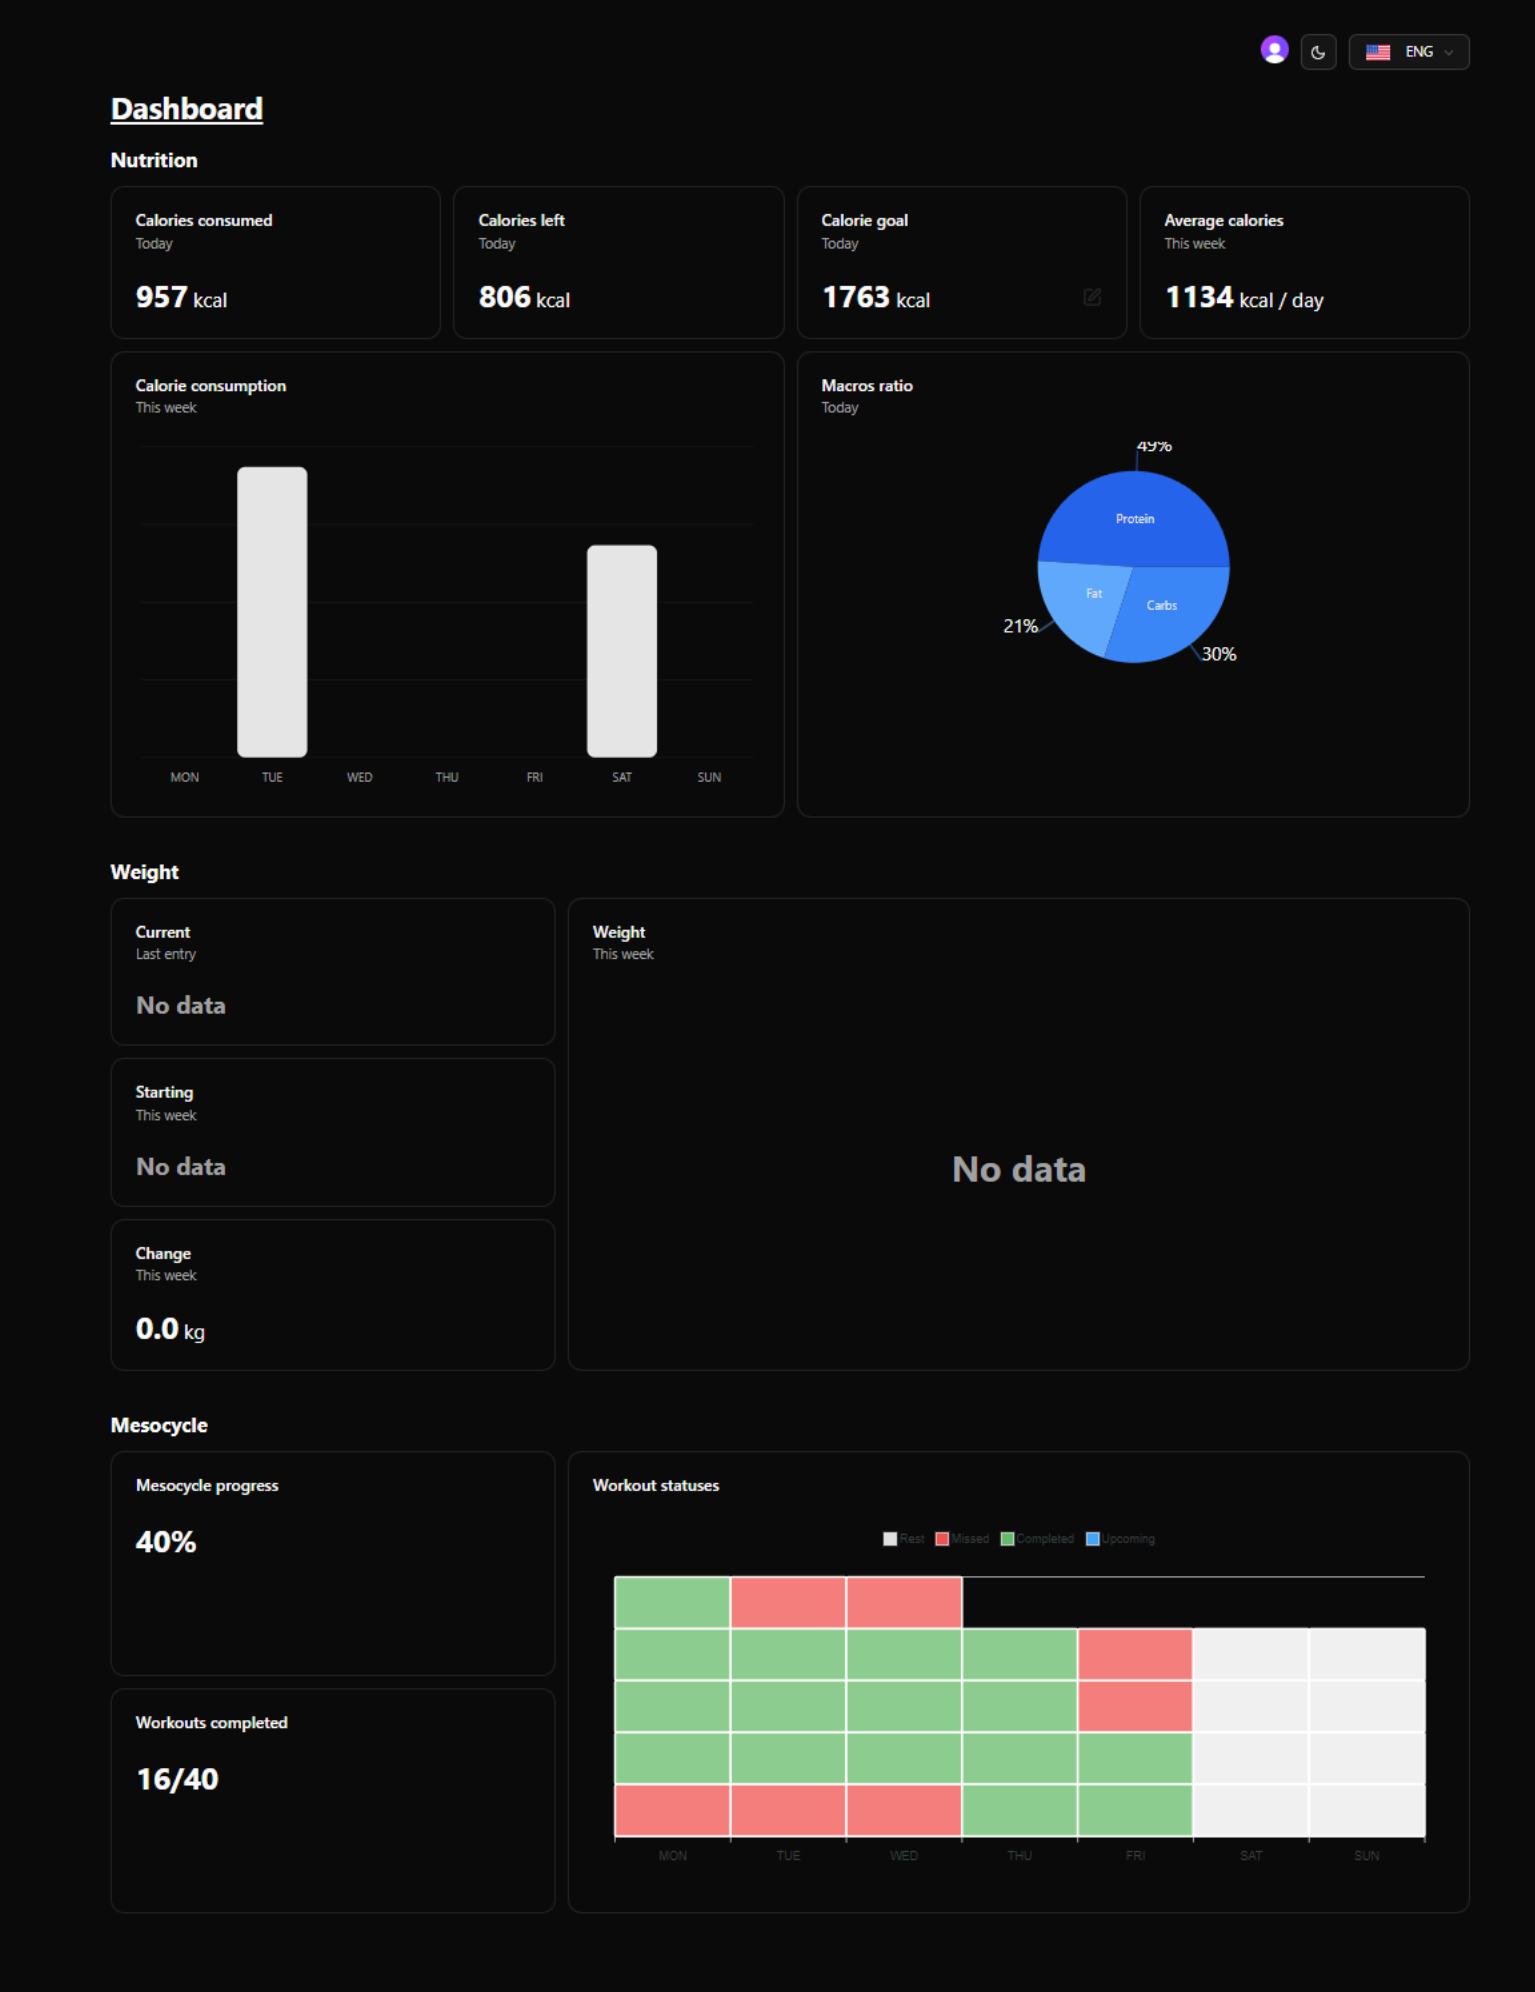 ENG
Dashboard
Nutrition
Calories consumed
Today
957 kcal
Calories left
Today
806 kcal
Calorie goal
Today
1763 kcal
Average calories
This week
1134 kcal / day
Calorie consumption
This week
MON TUE WED THU FRI SAT SUN
Macros ratio
Today
49%
Protein
Fat
Carbs
21%
30%
Weight
Current
Last entry
No data
Starting
This week
No data
Change
This week
0.0 kg
Weight
This week
No data
Mesocycle
Mesocycle progress
40%
Workouts completed
16/40
Workout statuses
Rest Missed Completed Upcoming
MON TUE WED THU FRI SAT SUN